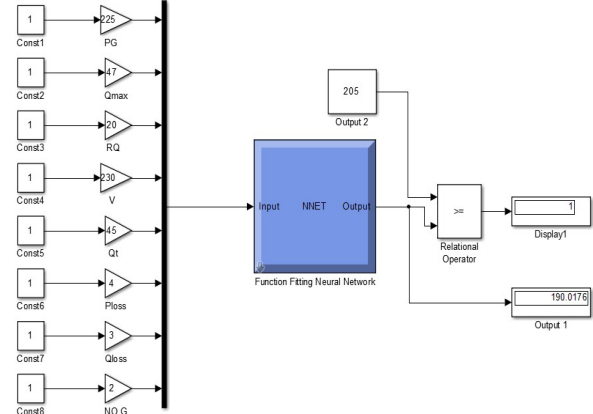 1
225
Const1
PG
1
47
Const2
Qmax
1
20
Const3
RQ
1
230
Const4
V
1
45
Const5
Qt
1
4
Const6
Ploss
1
3
Const7
Qloss
1
2
Const8
NO G
205
Output 2
Input NNET Output
Function Fitting Neural Network
>=
Relational
Operator
1
Display1
190.0176
Output 1